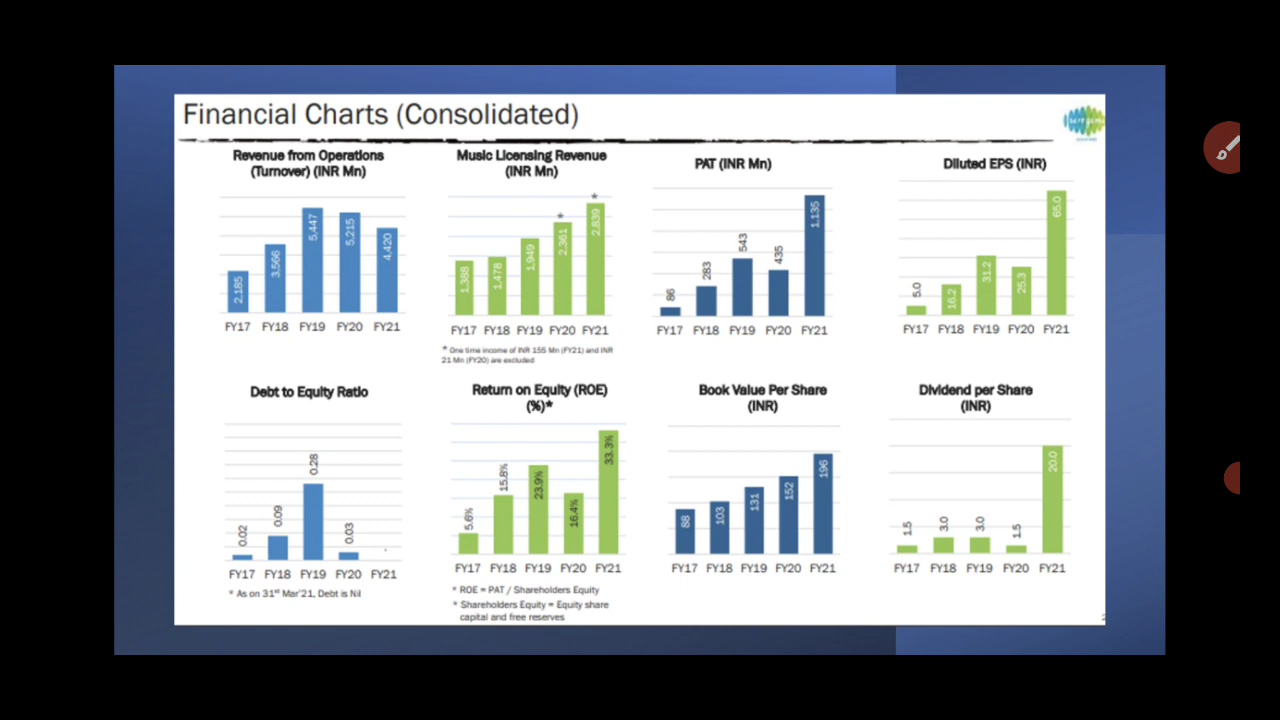 Financial Charts (Consolidated)
Revenue from Operations
(Turnover) (INR Mn)
2,185
3,566
5,447
5,215
4,420
FY17 FY18 FY19 FY20 FY21
Music Licensing Revenue
(INR Mn)
1,388
1,478
1,949
*
2,361
*
2,839
FY17 FY18 FY19 FY20 FY21
* One time income of INR 155 Mn (FY21) and INR
21 Mn (FY20) are excluded
PAT (INR Mn)
86
283
543
435
1,135
FY17 FY18 FY19 FY20 FY21
Diluted EPS (INR)
5.0
16.2
31.2
25.3
65.0
FY17 FY18 FY19 FY20 FY21
Debt to Equity Ratio
0.02
0.09
0.28
0.03
-
FY17 FY18 FY19 FY20 FY21
* As on 31st Mar'21, Debt is Nil
Return on Equity (ROE)
(%)*
5.6%
15.8%
23.9%
16.4%
33.3%
FY17 FY18 FY19 FY20 FY21
* ROE = PAT / Shareholders Equity
* Shareholders Equity = Equity share
capital and free reserves
Book Value Per Share
(INR)
88
103
131
152
196
FY17 FY18 FY19 FY20 FY21
Dividend per Share
(INR)
1.5
3.0
3.0
1.5
20.0
FY17 FY18 FY19 FY20 FY21